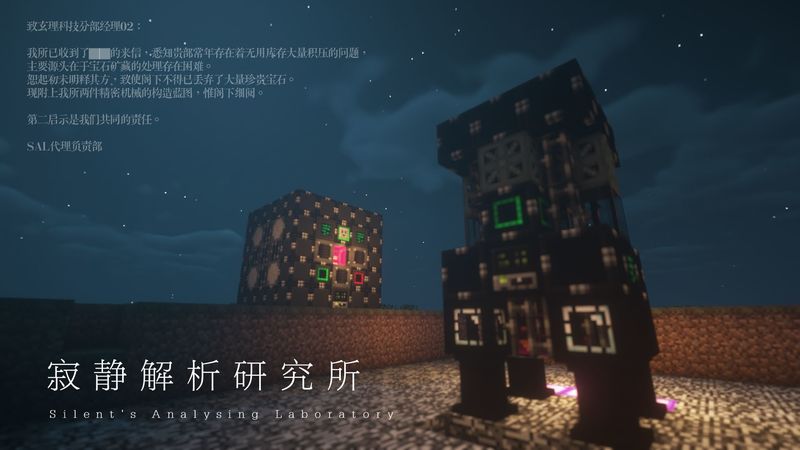 致玄理科技分部经理02：
我所已收到了██的来信，悉知贵部常年存在着无用库存大量积压的问题，
主要源头在于宝石矿藏的处理存在困难。
恕起初未明释其方，致使阁下不得已丢弃了大量珍贵宝石。
现附上我所两件精密机械的构造蓝图，惟阁下细阅。
第二启示是我们共同的责任。
SAL代理负责部
寂静解析研究所
Silent's Analysing Laboratory